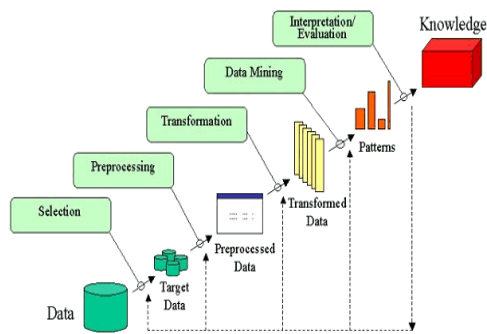 Interpretation/
Evaluation
Knowledge
Data Mining
Transformation
Patterns
Preprocessing
Transformed
Data
Selection
Preprocessed
Data
Target
Data
Data